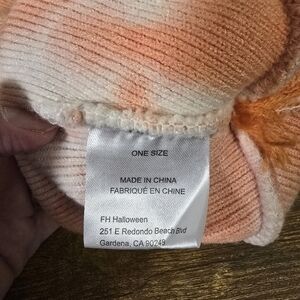 ONE SIZE
MADE IN CHINA
FABRIQUÉ EN CHINE
FH Halloween
251 E Redondo Beach Blvd
Gardena, CA 90248